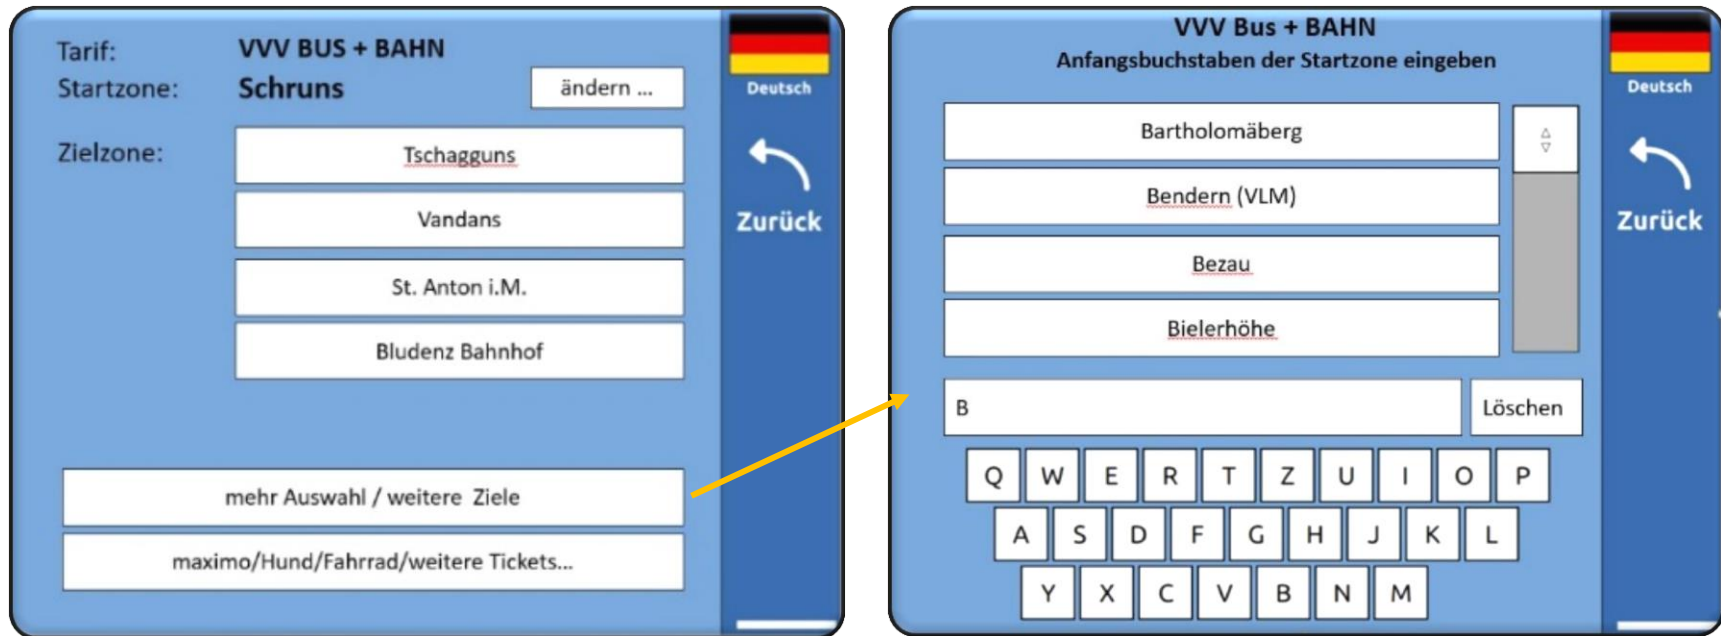 Tarif: VVV BUS + BAHN
Startzone: Schruns ändern ...
Zielzone: Tschagguns
Vandans
St. Anton i.M.
Bludenz Bahnhof
mehr Auswahl / weitere Ziele
maximo/Hund/Fahrrad/weitere Tickets...
Deutsch
Zurück
VVV Bus + BAHN
Anfangsbuchstaben der Startzone eingeben
Bartholomäberg
Bendern (VLM)
Bezau
Bielerhöhe
B Löschen
Q W E R T Z U I O P
A S D F G H J K L
Y X C V B N M
Deutsch
Zurück